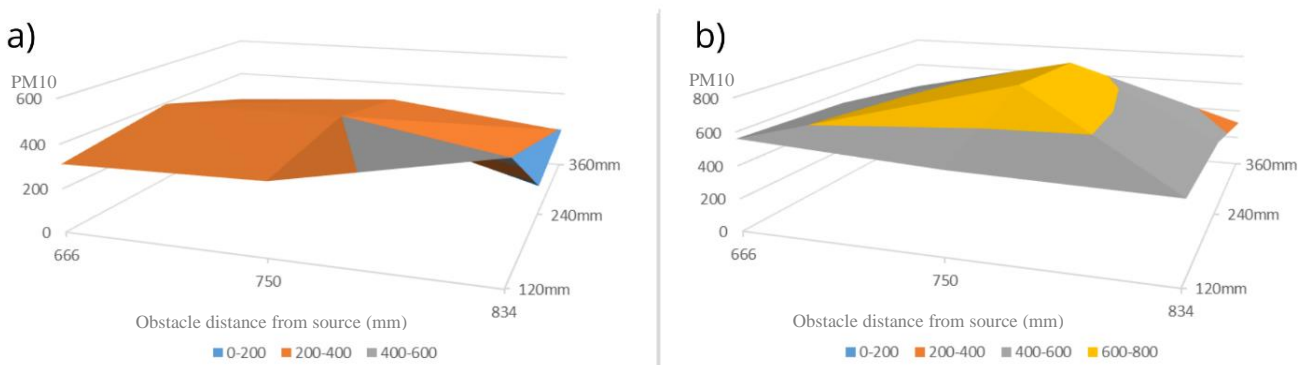 a)
PM10
600
400
200
0
666
750
834
120mm
240mm
360mm
Obstacle distance from source (mm)
0-200 200-400 400-600
b)
PM10
800
600
400
200
0
666
750
834
120mm
240mm
360mm
Obstacle distance from source (mm)
0-200 200-400 400-600 600-800